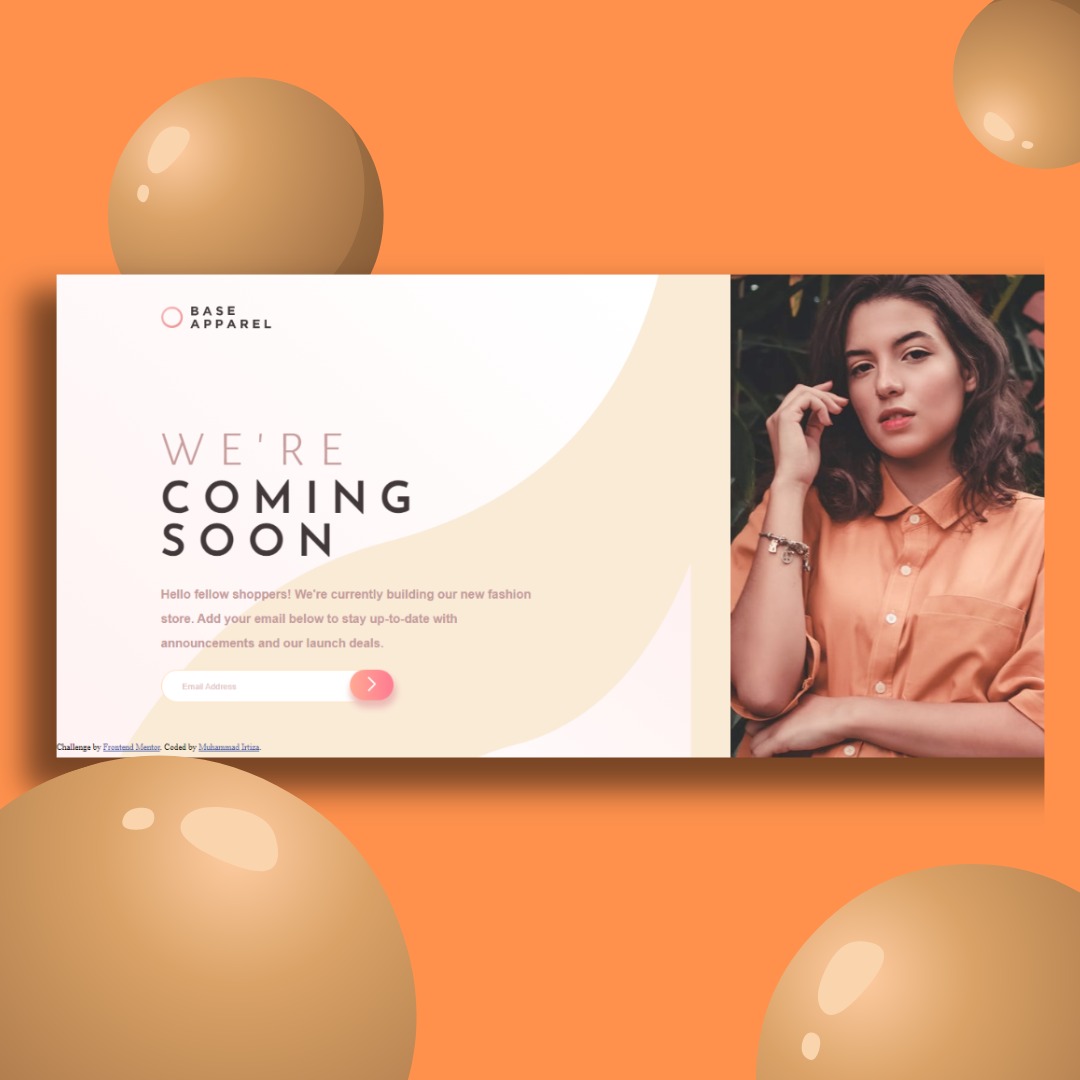 BASE
APPAREL
WE'RE
COMING
SOON
Hello fellow shoppers! We're currently building our new fashion
store. Add your email below to stay up-to-date with
announcements and our launch deals.
Email Address
Challenge by Frontend Mentor. Coded by Muhammad Irtiza.